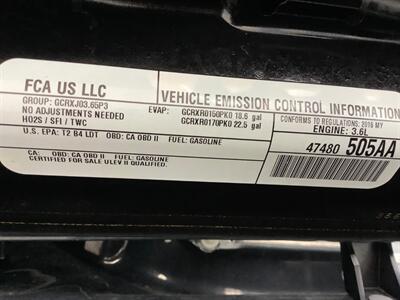 FCA US LLC
VEHICLE EMISSION CONTROL INFORMATION
GROUP: GCRXJ03.65P3
NO ADJUSTMENTS NEEDED
HO2S / SFI / TWC
EVAP: GCRXR0150PK0 18.6 gal
GCRXR0170PK0 22.5 gal
CONFORMS TO REGULATIONS: 2016 MY
ENGINE: 3.6L
U.S. EPA: T2 B4 LDT OBD: CA OBD II FUEL: GASOLINE
47480 505AA
CA: OBD: CA OBD II FUEL: GASOLINE
CERTIFIED FOR SALE ULEV II QUALIFIED